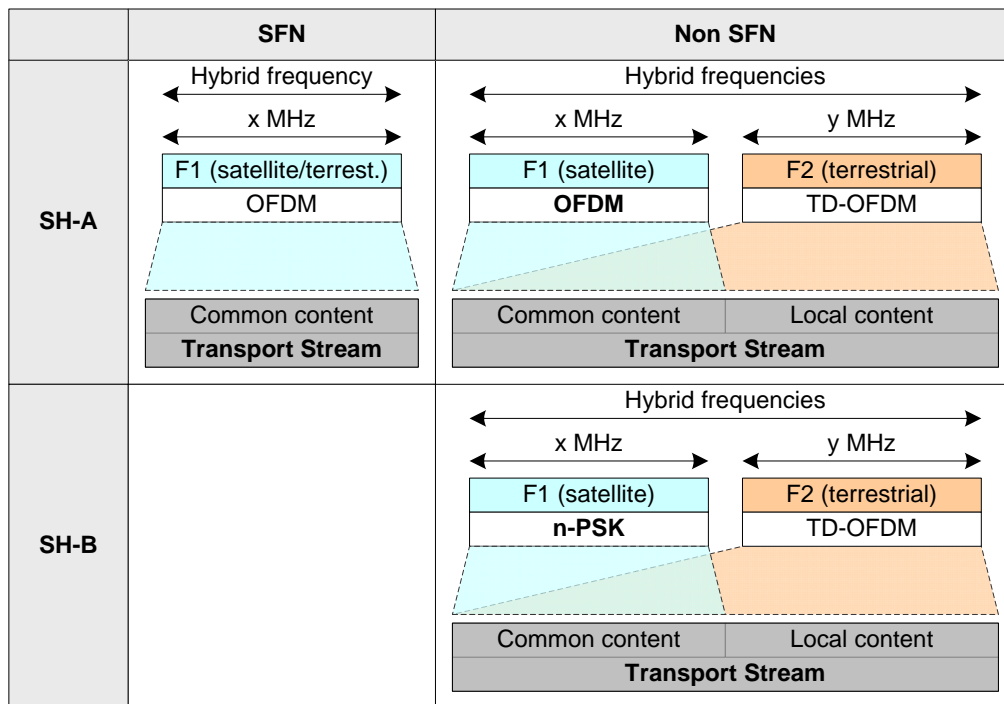 SFN
Non SFN
SH-A
Hybrid frequency
x MHz
F1 (satellite/terrest.)
OFDM
Common content
Transport Stream
Hybrid frequencies
x MHz
y MHz
F1 (satellite)
F2 (terrestrial)
OFDM
TD-OFDM
Common content
Local content
Transport Stream
SH-B
Hybrid frequencies
x MHz
y MHz
F1 (satellite)
F2 (terrestrial)
n-PSK
TD-OFDM
Common content
Local content
Transport Stream